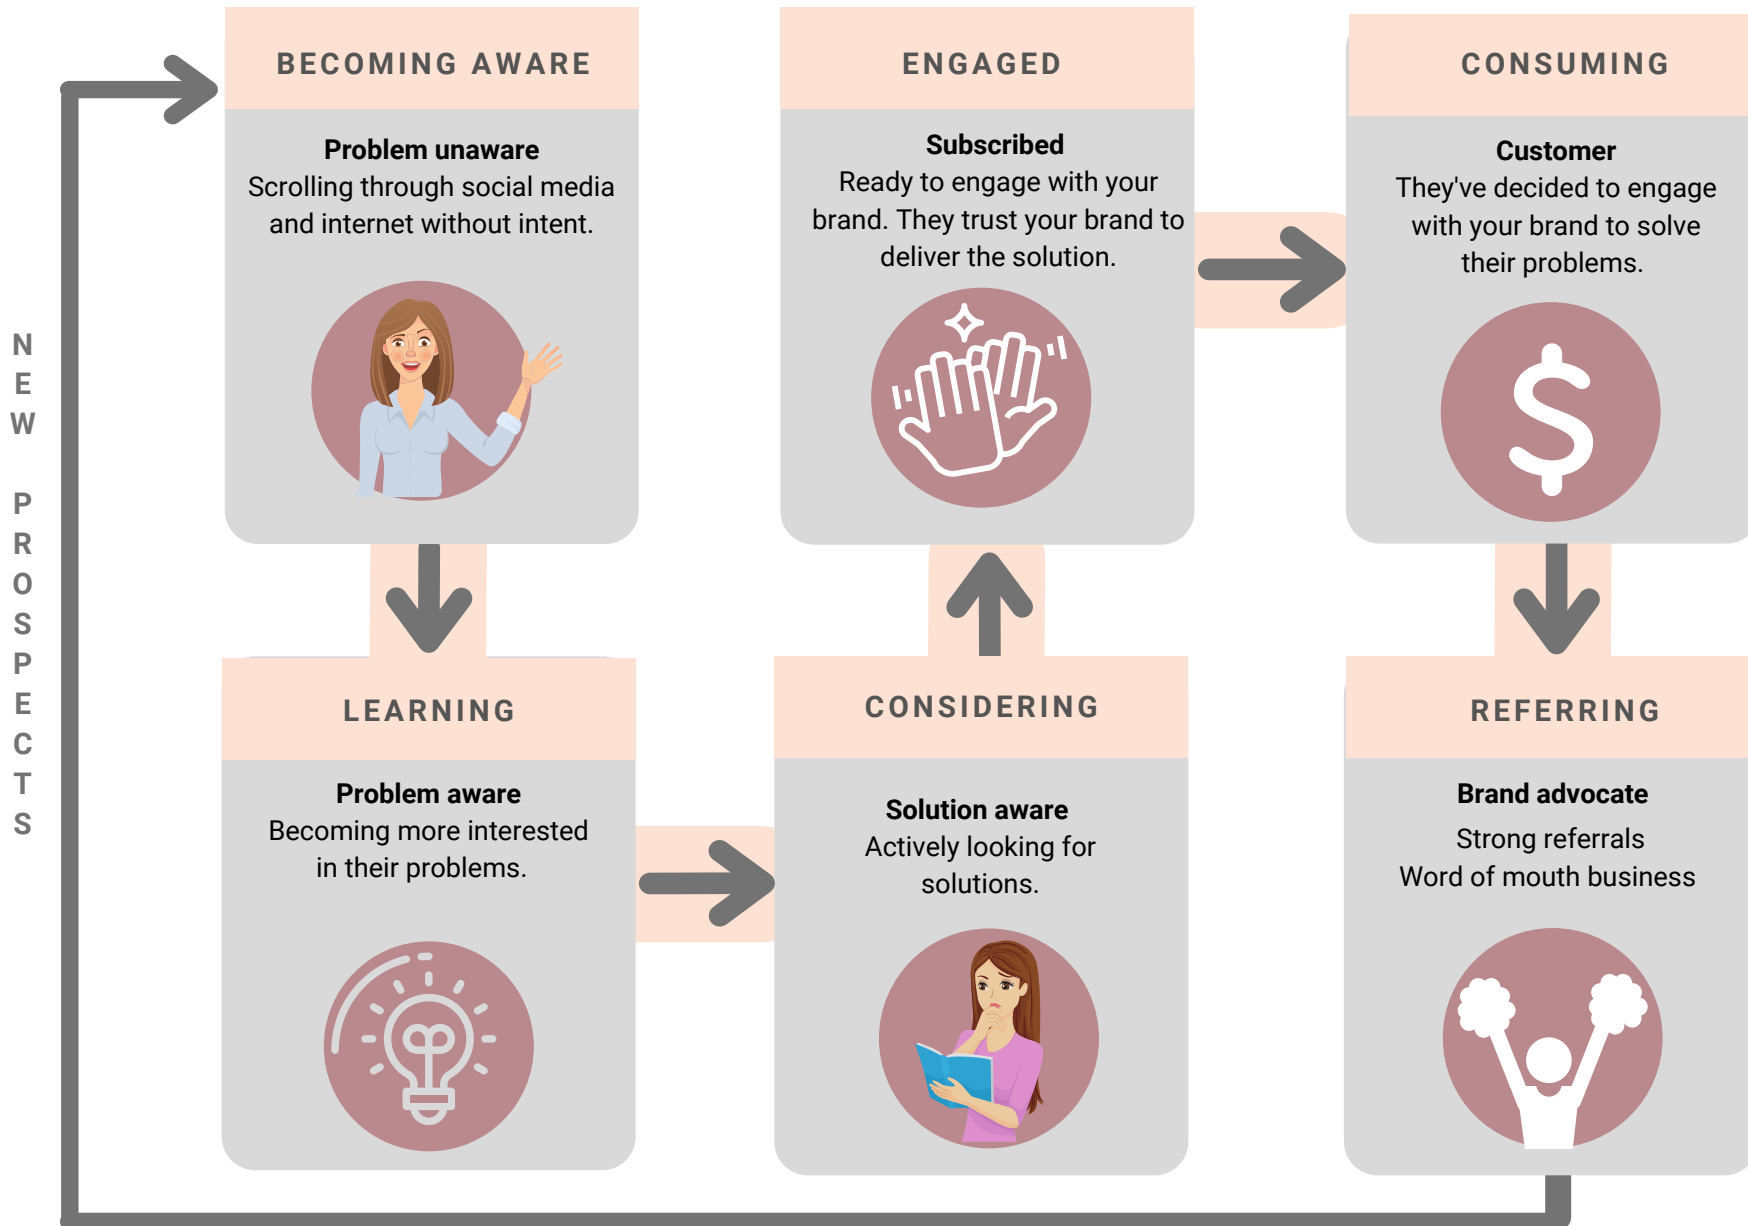 BECOMING AWARE
Problem unaware
Scrolling through social media
and internet without intent.
LEARNING
Problem aware
Becoming more interested
in their problems.
CONSIDERING
Solution aware
Actively looking for
solutions.
ENGAGED
Subscribed
Ready to engage with your
brand. They trust your brand to
deliver the solution.
CONSUMING
Customer
They've decided to engage
with your brand to solve
their problems.
REFERRING
Brand advocate
Strong referrals
Word of mouth business
NEW PROSPECTS